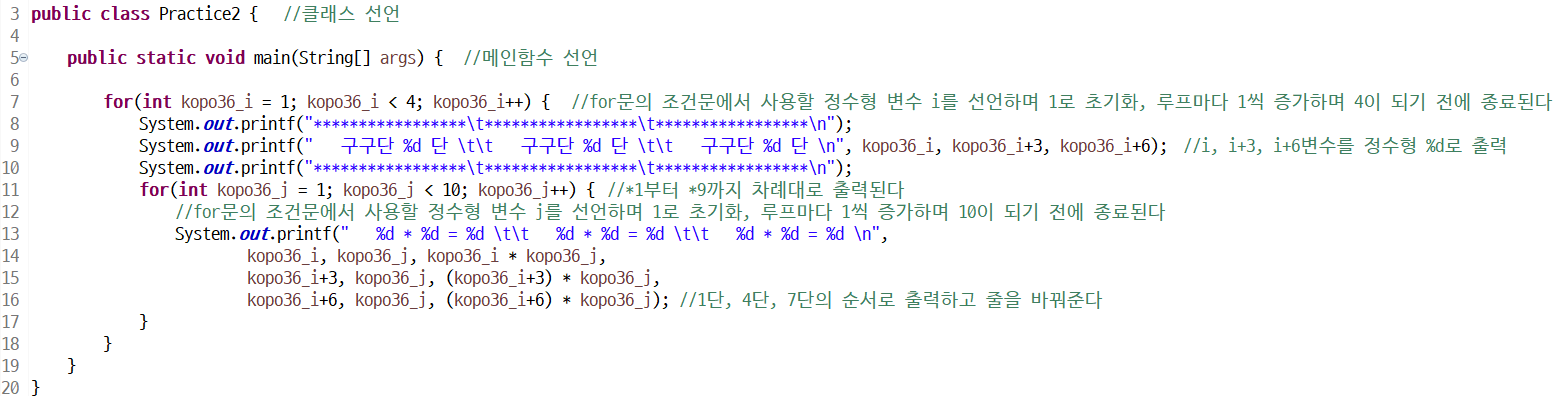 3 public class Practice2 {   //클래스 선언
4
5 public static void main(String[] args) {  //메인함수 선언
6
7 for(int kopo36_i = 1; kopo36_i < 4; kopo36_i++) {  //for문의 조건문에서 사용할 정수형 변수 i를 선언하며 1로 초기화, 루프마다 1씩 증가하며 4이 되기 전에 종료된다
8 System.out.printf("*****************\t*****************\t*****************\n");
9 System.out.printf("   구구단 %d 단 \t\t   구구단 %d 단 \t\t   구구단 %d 단 \n", kopo36_i, kopo36_i+3, kopo36_i+6);  //i, i+3, i+6변수를 정수형 %d로 출력
10 System.out.printf("*****************\t*****************\t*****************\n");
11 for(int kopo36_j = 1; kopo36_j < 10; kopo36_j++) { //*1부터 *9까지 차례대로 출력된다
12 //for문의 조건문에서 사용할 정수형 변수 j를 선언하며 1로 초기화, 루프마다 1씩 증가하며 10이 되기 전에 종료된다
13 System.out.printf("   %d * %d = %d \t\t   %d * %d = %d \t\t   %d * %d = %d \n",
14 kopo36_i, kopo36_j, kopo36_i * kopo36_j,
15 kopo36_i+3, kopo36_j, (kopo36_i+3) * kopo36_j,
16 kopo36_i+6, kopo36_j, (kopo36_i+6) * kopo36_j); //1단, 4단, 7단의 순서로 출력하고 줄을 바꿔준다
17 }
18 }
19 }
20 }